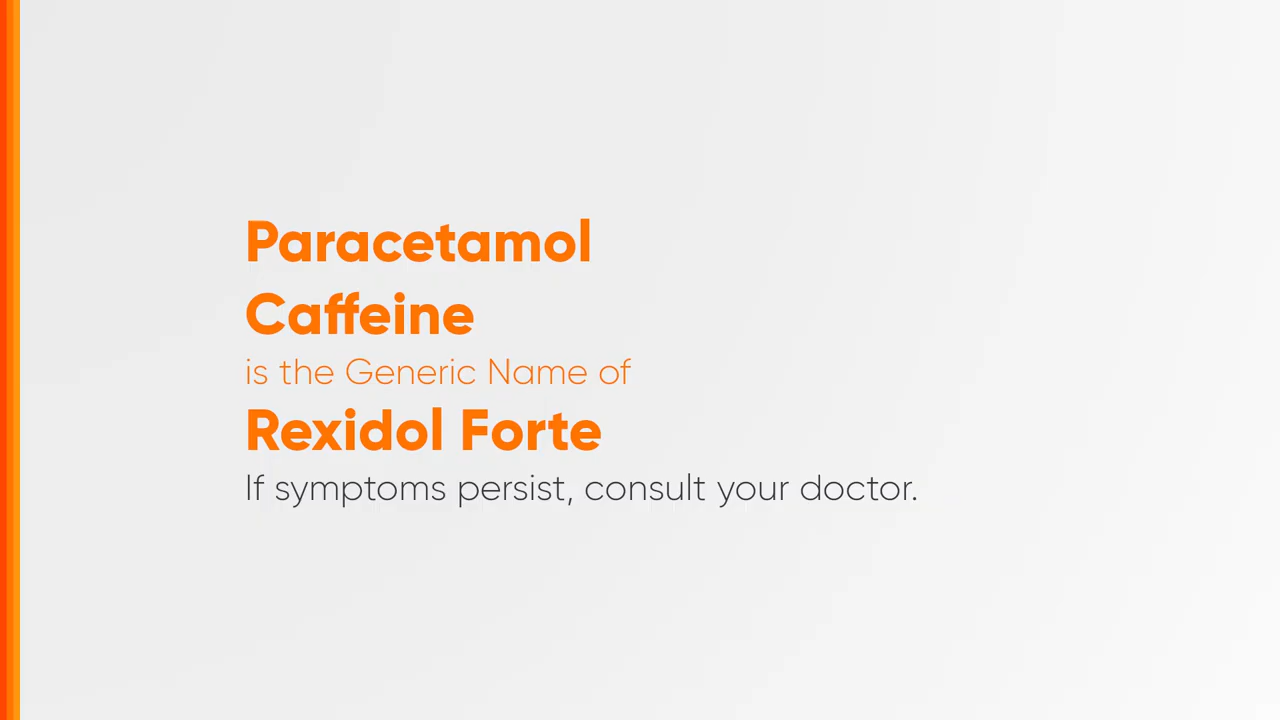 Paracetamol
Caffeine
is the Generic Name of
Rexidol Forte
If symptoms persist, consult your doctor.